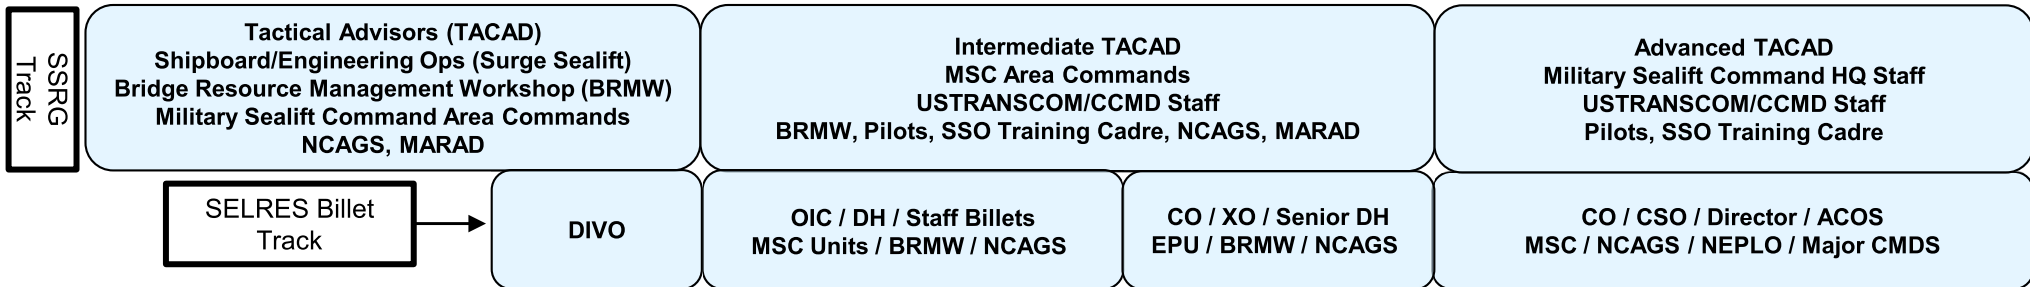 SSRG
Track
Tactical Advisors (TACAD)
Shipboard/Engineering Ops (Surge Sealift)
Bridge Resource Management Workshop (BRMW)
Military Sealift Command Area Commands
NCAGS, MARAD
Intermediate TACAD
MSC Area Commands
USTRANSCOM/CCMD Staff
BRMW, Pilots, SSO Training Cadre, NCAGS, MARAD
Advanced TACAD
Military Sealift Command HQ Staff
USTRANSCOM/CCMD Staff
Pilots, SSO Training Cadre
SELRES Billet
Track
DIVO
OIC / DH / Staff Billets
MSC Units / BRMW / NCAGS
CO / XO / Senior DH
EPU / BRMW / NCAGS
CO / CSO / Director / ACOS
MSC / NCAGS / NEPLO / Major CMDS